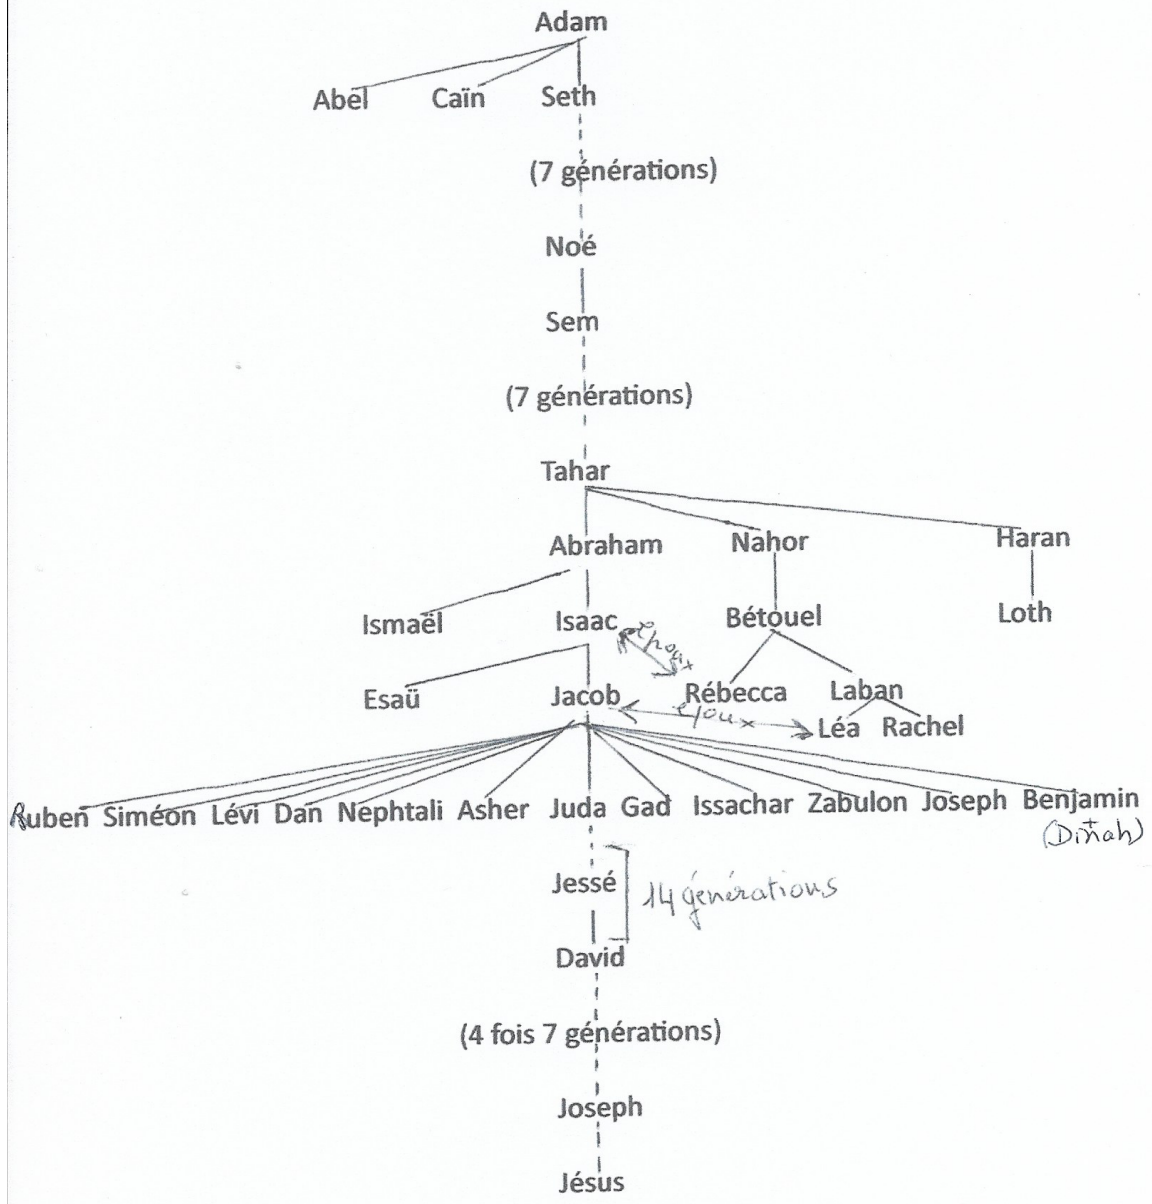 Adam
Abel Caïn Seth
(7 générations)
Noé
Sem
(7 générations)
Tahar
Abraham Nahor Haran
Ismaël Isaac Bétouel Loth
époux
Esaü Jacob Rébecca Laban
époux Léa Rachel
Ruben Siméon Lévi Dan Nephtali Asher Juda Gad Issachar Zabulon Joseph Benjamin
+
(Dinah)
Jessé
14 générations
David
(4 fois 7 générations)
Joseph
Jésus